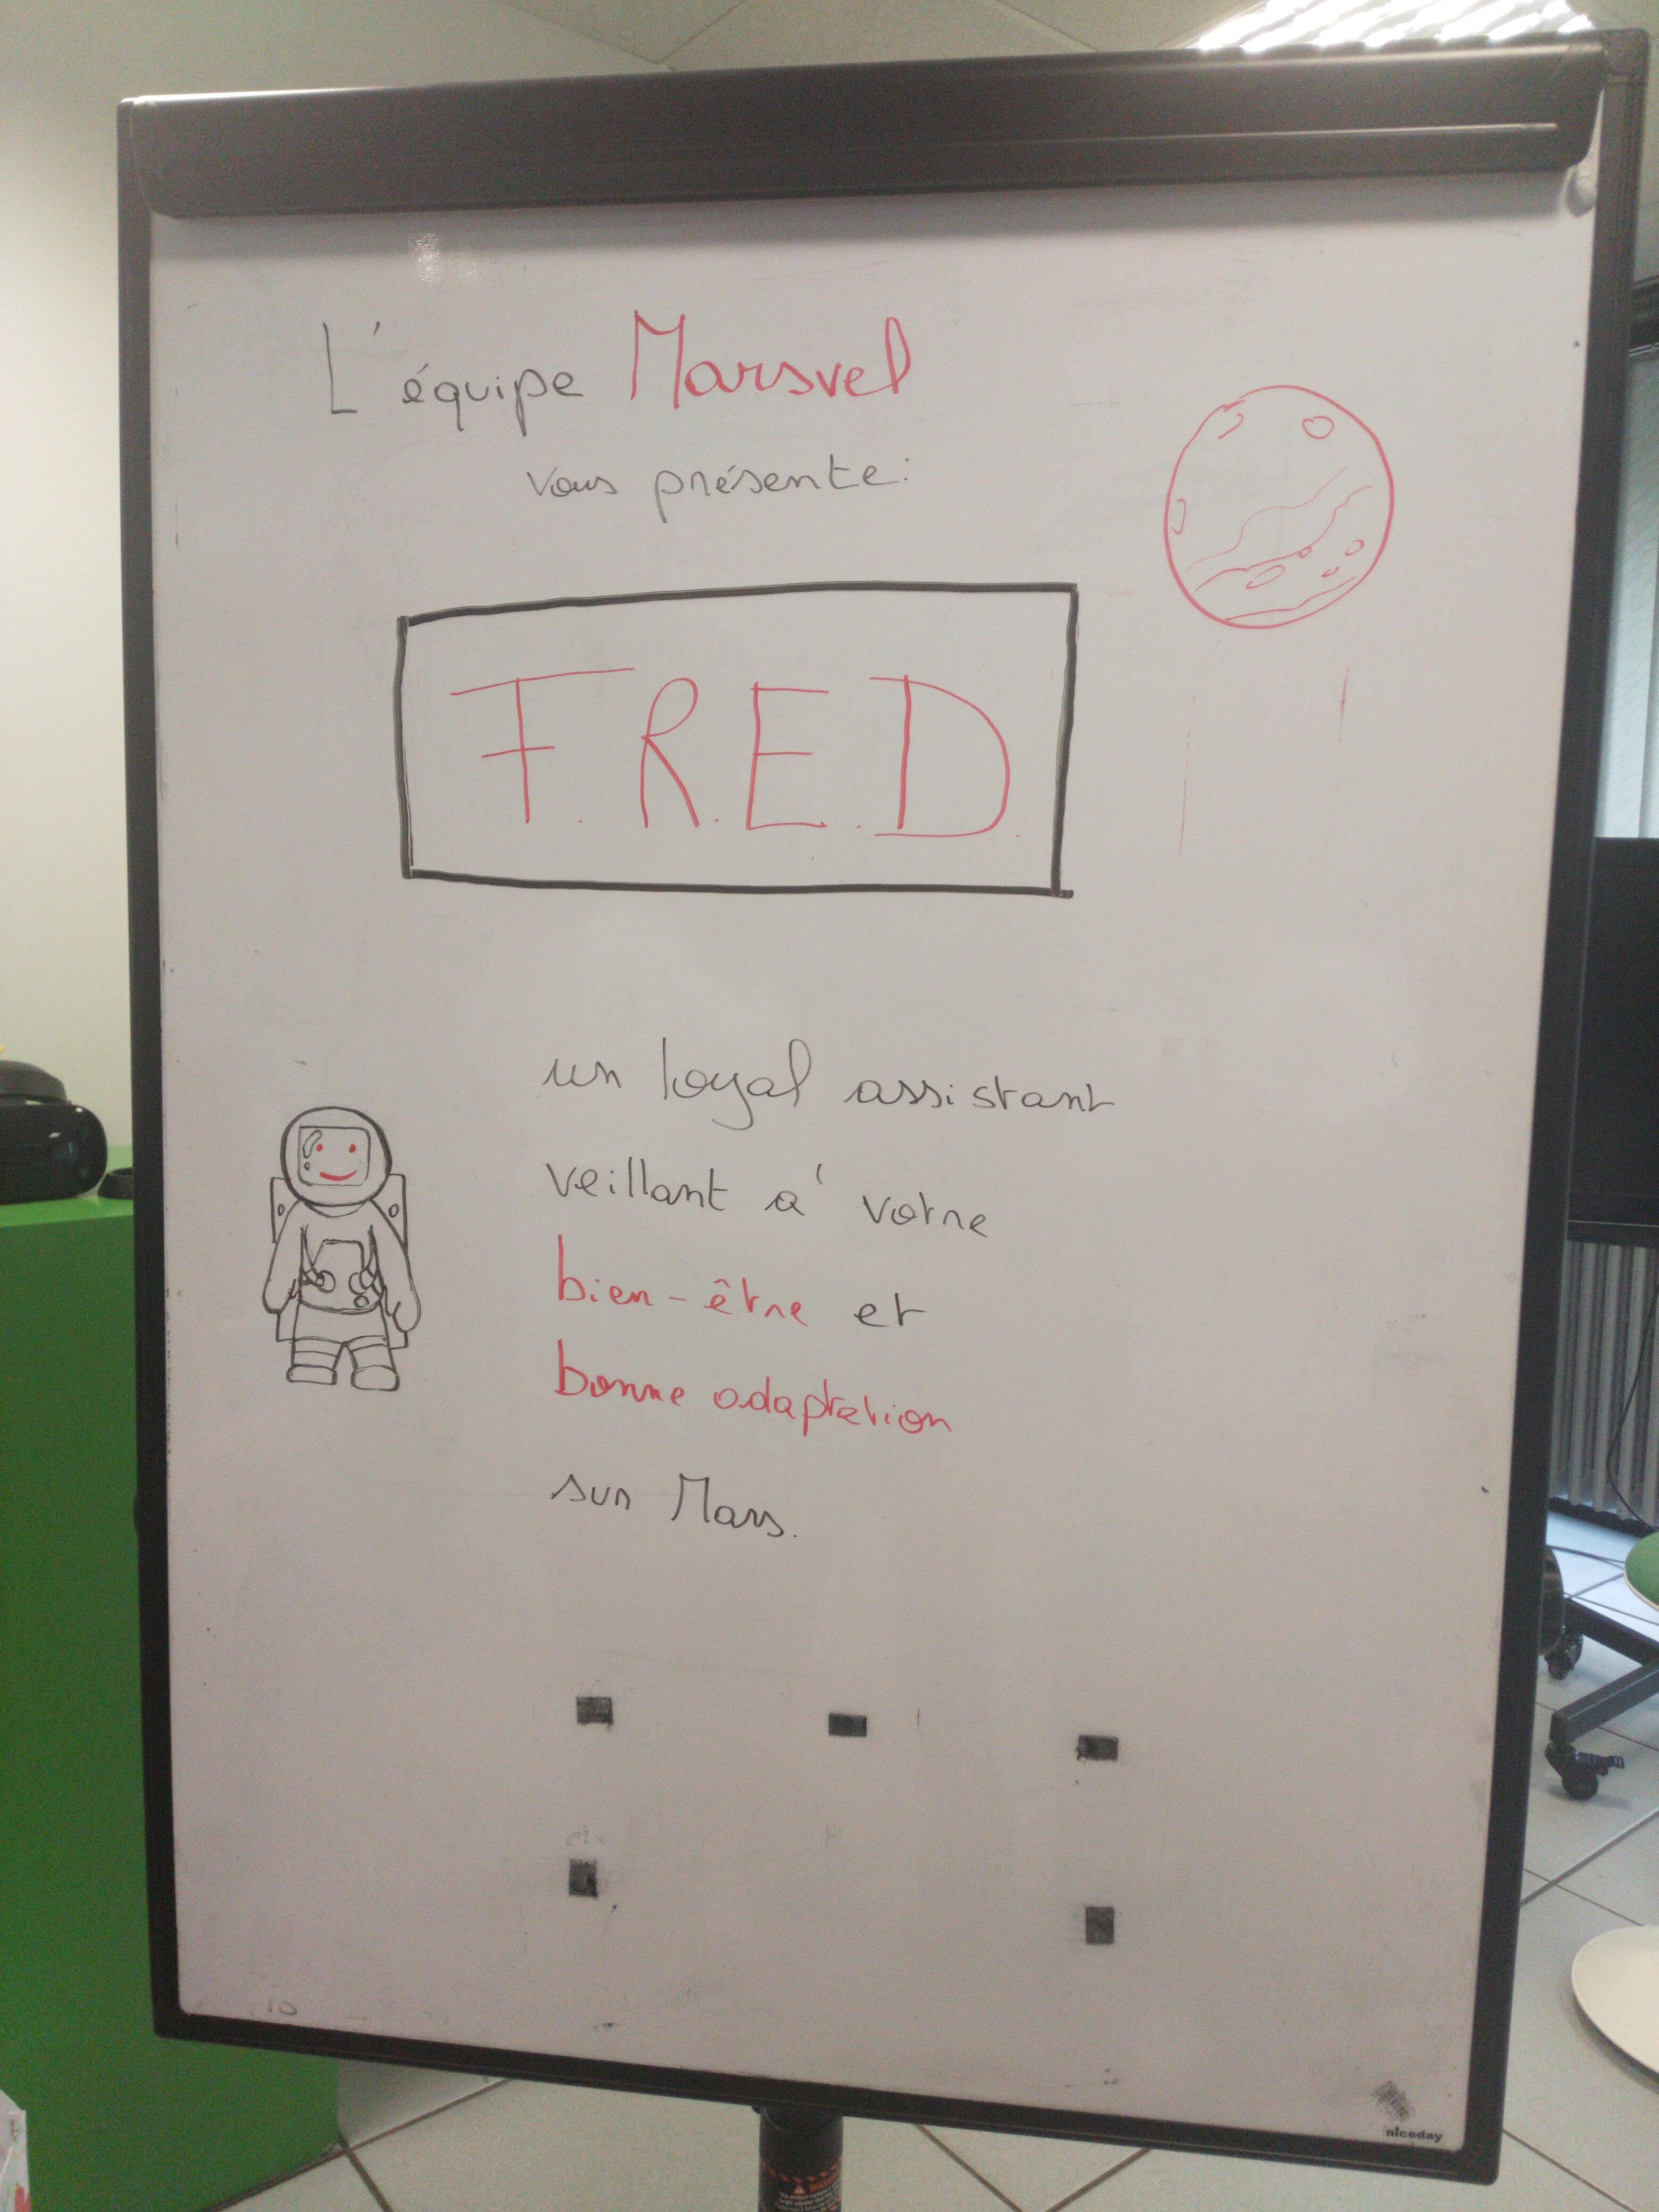 L'équipe Marsvel
vous présente:
F.R.E.D.
un loyal assistant
veillant à votre
bien-être et
bonne adaptation
sur Mars.
niceday